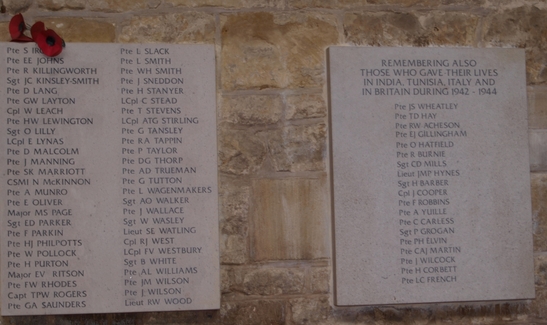 Pte S
Pte EE JOHNS
Pte R KILLINGWORTH
Sgt JC KINSLEY-SMITH
Pte D LANG
Pte GW LAYTON
Cpl W LEACH
Pte HW LEWINGTON
Sgt O LILLY
LCpl E LYNAS
Pte D MALCOLM
Pte J MANNING
Pte SK MARRIOTT
CSMI N McKINNON
Pte A MUNRO
Pte E OLIVER
Major MS PAGE
Sgt ED PARKER
Pte F PARKIN
Pte HJ PHILPOTTS
Pte W POLLOCK
Pte H PURTON
Major EV RITSON
Pte FW RHODES
Capt TPW ROGERS
Pte GA SAUNDERS
Pte L SLACK
Pte L SMITH
Pte WH SMITH
Pte J SNEDDON
Pte H STANYER
LCpl C STEAD
Pte T STEVENS
LCpl ATG STIRLING
Pte G TANSLEY
Pte RA TAPPIN
Pte P TAYLOR
Pte DG THORP
Pte AD TRUEMAN
Pte G TUTTON
Pte L WAGENMAKERS
Sgt AO WALKER
Pte J WALLACE
Sgt W WASLEY
Lieut SE WATLING
Cpl RJ WEST
LCpl FV WESTBURY
Sgt B WHITE
Pte AL WILLIAMS
Pte JM WILSON
Pte J WILSON
Lieut RW WOOD
REMEMBERING ALSO
THOSE WHO GAVE THEIR LIVES
IN INDIA, TUNISIA, ITALY AND
IN BRITAIN DURING 1942 - 1944
Pte JS WHEATLEY
Pte TD HAY
Pte RW ACHESON
Pte EJ GILLINGHAM
Pte O HATFIELD
Pte R BURNIE
Sgt CD MILLS
Lieut JMP HYNES
Sgt H BARBER
Cpl J COOPER
Pte F ROBBINS
Pte A YUILLE
Pte C CARLESS
Sgt P GROGAN
Pte PH ELVIN
Pte CAJ MARTIN
Pte J WILCOCK
Pte H CORBETT
Pte LC FRENCH